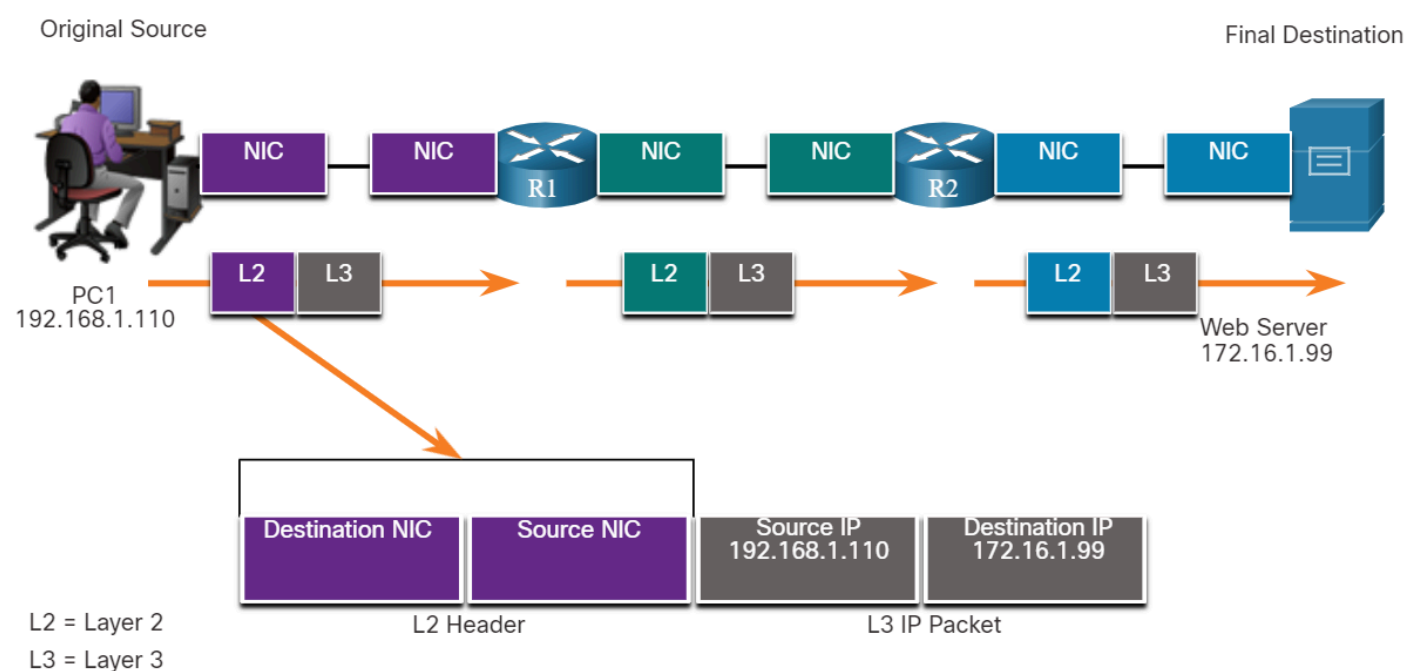 Original Source
Final Destination
NIC
NIC
R1
NIC
NIC
R2
NIC
NIC
L2
L3
L2
L3
L2
L3
PC1
192.168.1.110
Web Server
172.16.1.99
Destination NIC
Source NIC
Source IP
192.168.1.110
Destination IP
172.16.1.99
L2 Header
L3 IP Packet
L2 = Layer 2
L3 = Layer 3